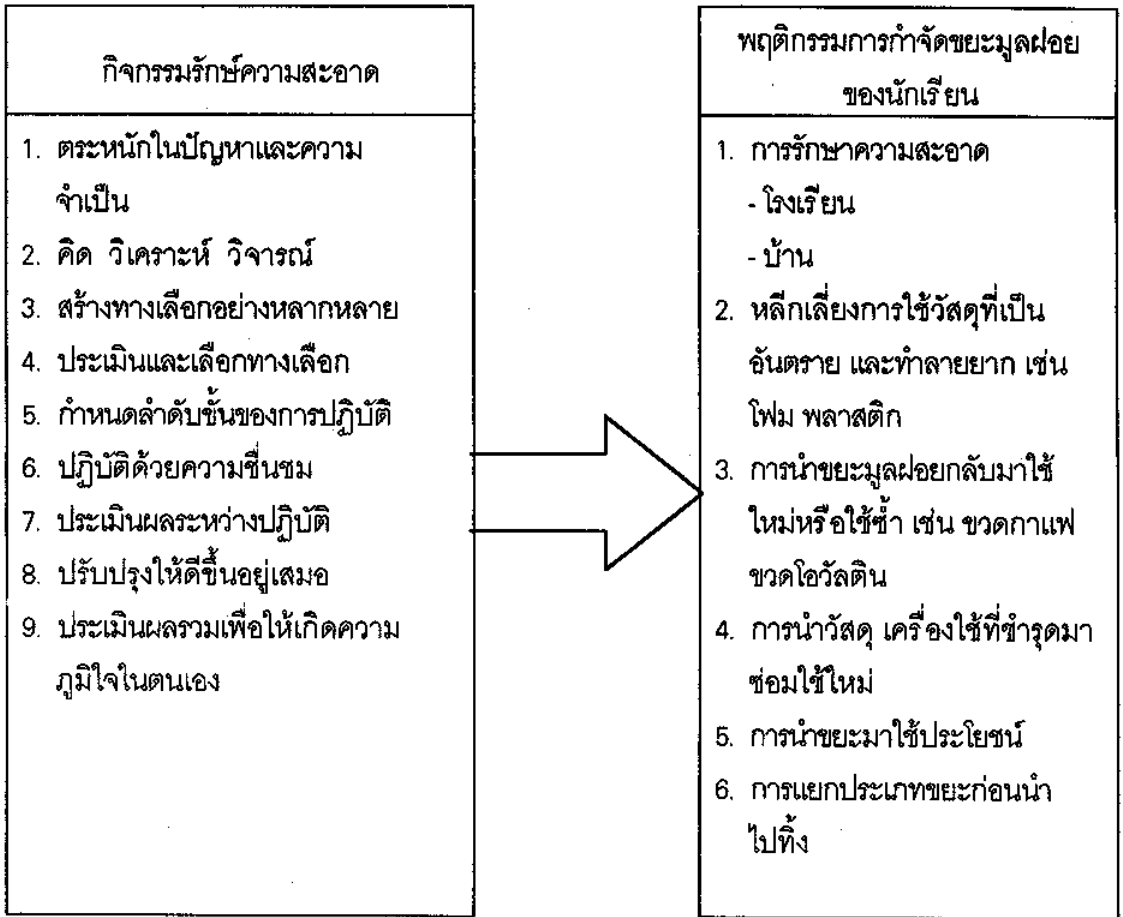 กิจกรรมรักษ์ความสะอาด
1. ตระหนักในปัญหาและความ
จำเป็น
2. คิด วิเคราะห์ วิจารณ์
3. สร้างทางเลือกอย่างหลากหลาย
4. ประเมินและเลือกทางเลือก
5. กำหนดลำดับขั้นของการปฏิบัติ
6. ปฏิบัติด้วยความชื่นชม
7. ประเมินผลระหว่างปฏิบัติ
8. ปรับปรุงให้ดีขึ้นอยู่เสมอ
9. ประเมินผลรวมเพื่อให้เกิดความ
ภูมิใจในตนเอง
พฤติกรรมการกำจัดขยะมูลฝอย
ของนักเรียน
1. การรักษาความสะอาด
- โรงเรียน
- บ้าน
2. หลีกเลี่ยงการใช้วัสดุที่เป็น
อันตราย และทำลายยาก เช่น
โฟม พลาสติก
3. การนำขยะมูลฝอยกลับมาใช้
ใหม่หรือใช้ซ้ำ เช่น ขวดกาแฟ
ขวดโอวัลติน
4. การนำวัสดุ เครื่องใช้ที่ชำรุดมา
ซ่อมใช้ใหม่
5. การนำขยะมาใช้ประโยชน์
6. การแยกประเภทขยะก่อนนำ
ไปทิ้ง